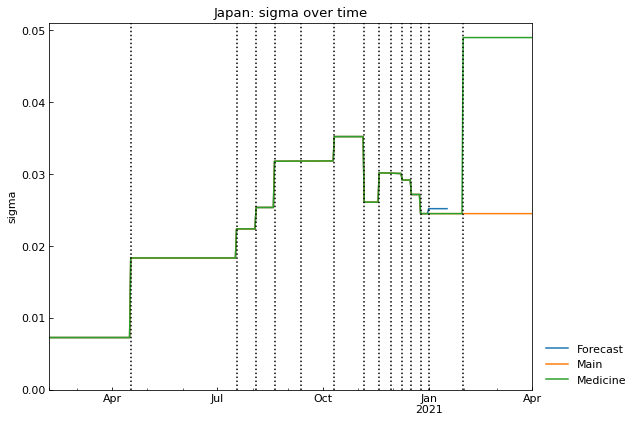 Japan: sigma over time
0.05
0.04
0.03
0.02
0.01
0.00
sigma
Apr
Jul
Oct
Jan
2021
Apr
Forecast
Main
Medicine